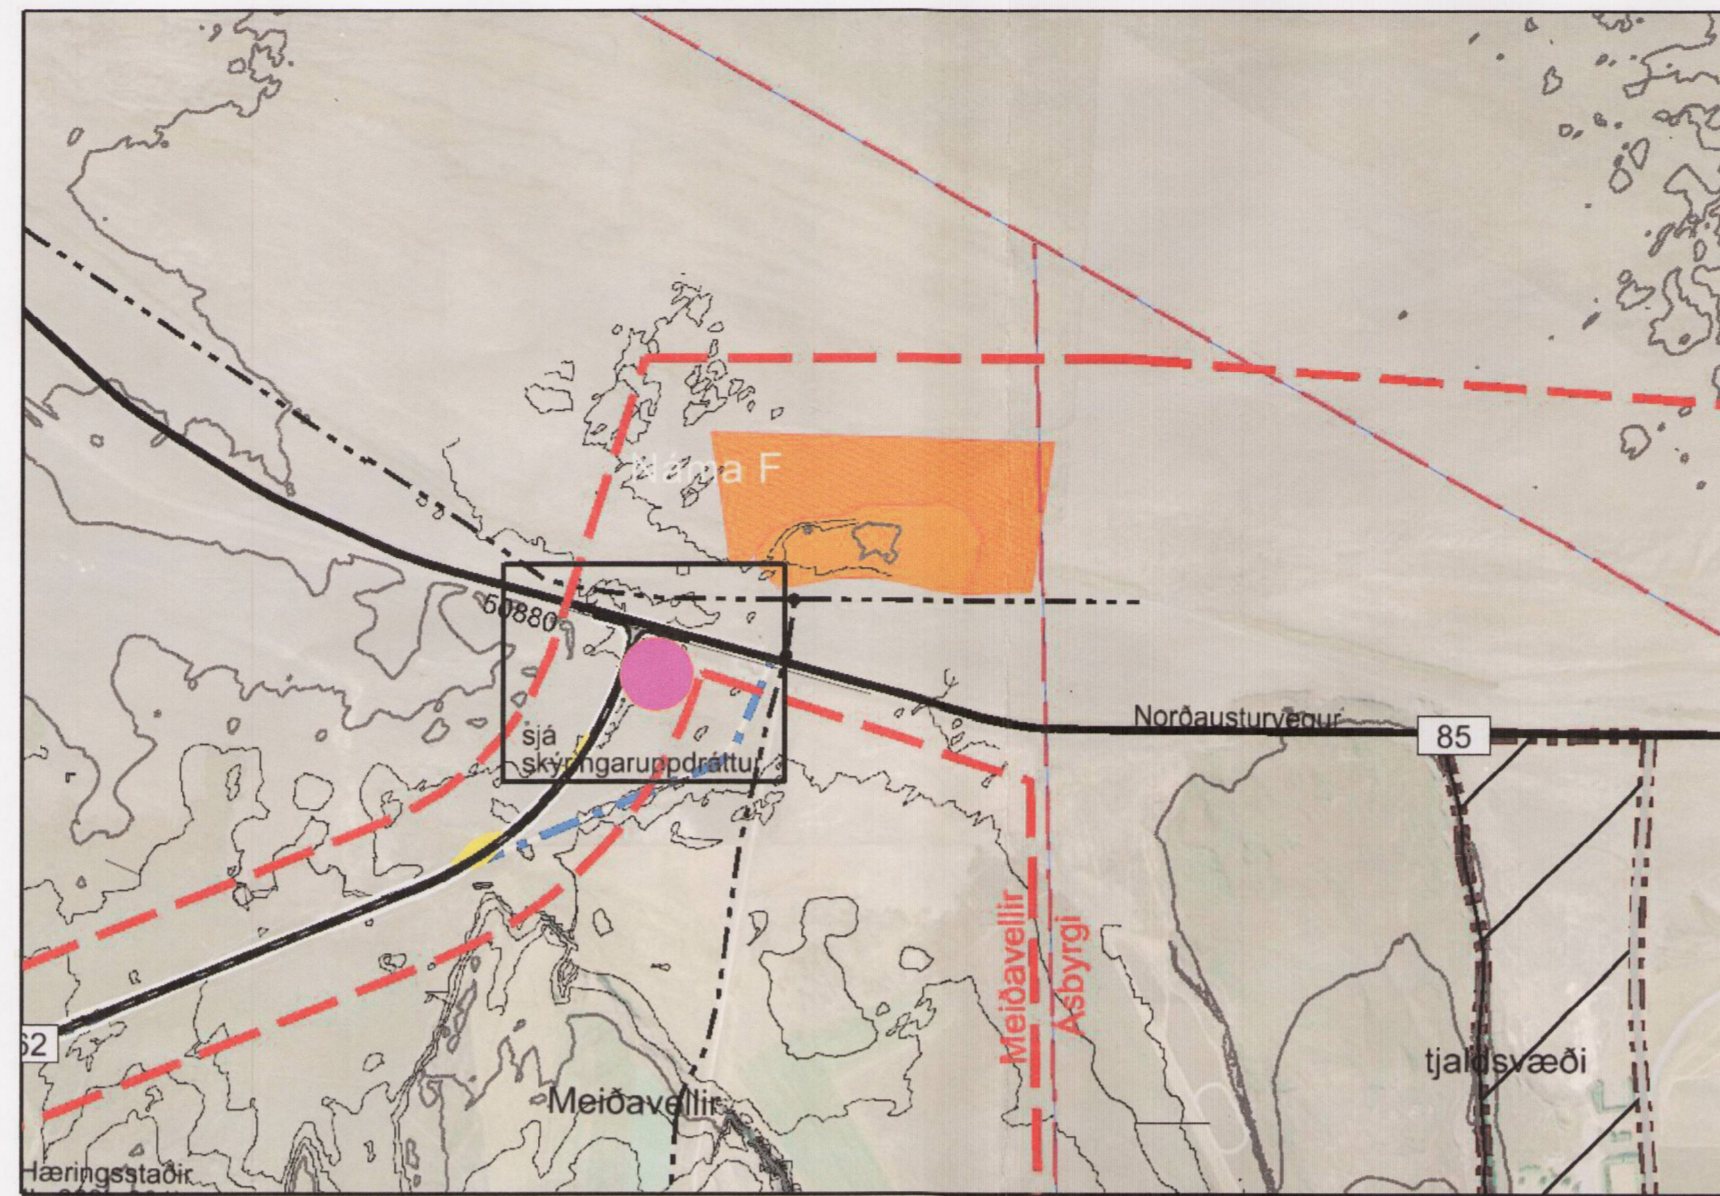 Náma F
50880
sjá
skýringaruppdráttur
Norðausturvegur
85
Meiðavellir
Ásbyrgi
62
tjaldsvæði
Meiðavellir
Hæringsstaðir